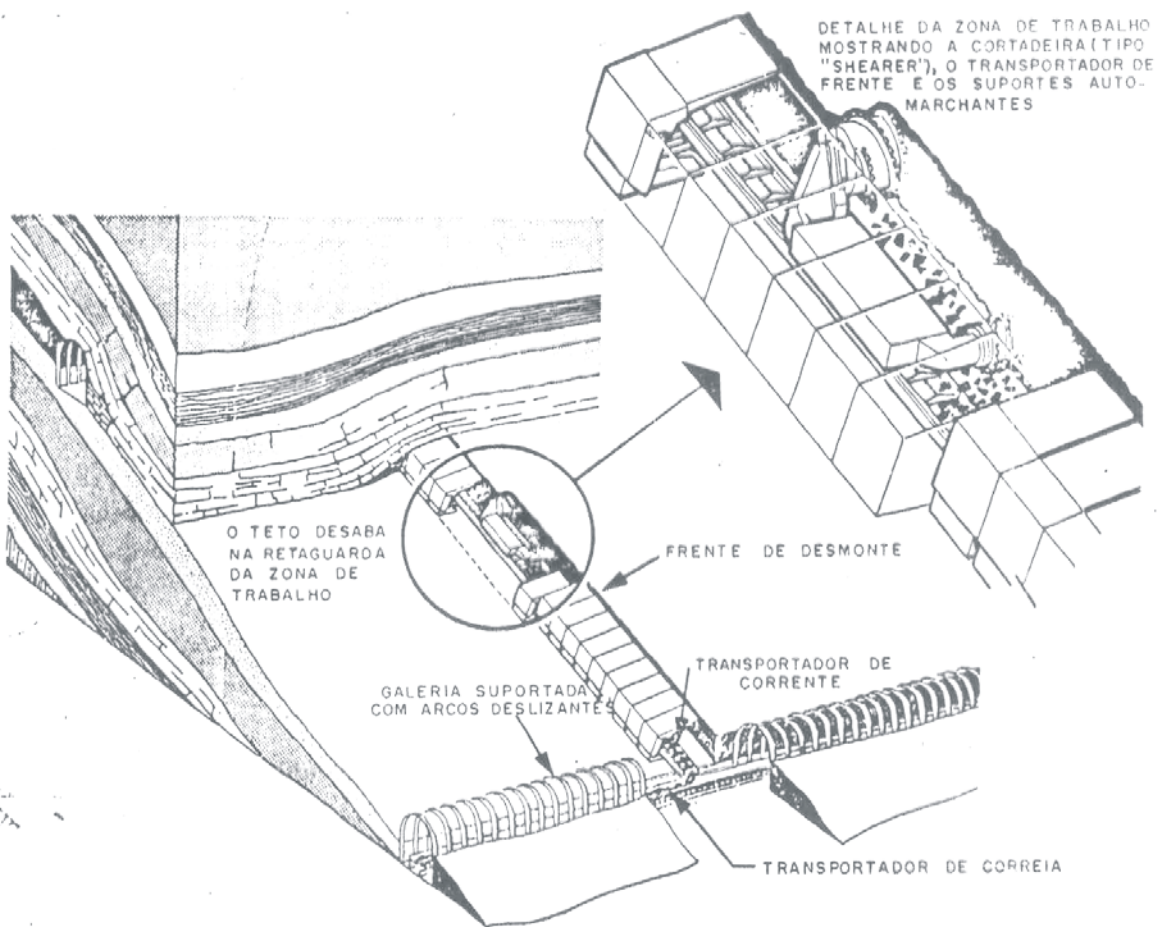 DETALHE DA ZONA DE TRABALHO
MOSTRANDO A CORTADEIRA (TIPO
"SHEARER'), O TRANSPORTADOR DE
FRENTE E OS SUPORTES AUTO-
MARCHANTES
O TETO DESABA
NA RETAGUARDA
DA ZONA DE
TRABALHO
FRENTE DE DESMONTE
TRANSPORTADOR DE
CORRENTE
GALERIA SUPORTADA
COM ARCOS DESLIZANTES
TRANSPORTADOR DE CORREIA